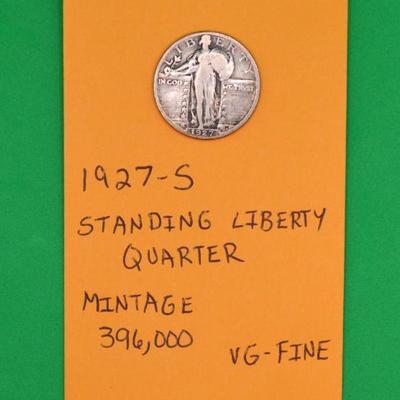 LIBERTY
IN GOD WE TRUST
1927
1927-S
STANDING LIBERTY
QUARTER
MINTAGE
396,000
VG-FINE